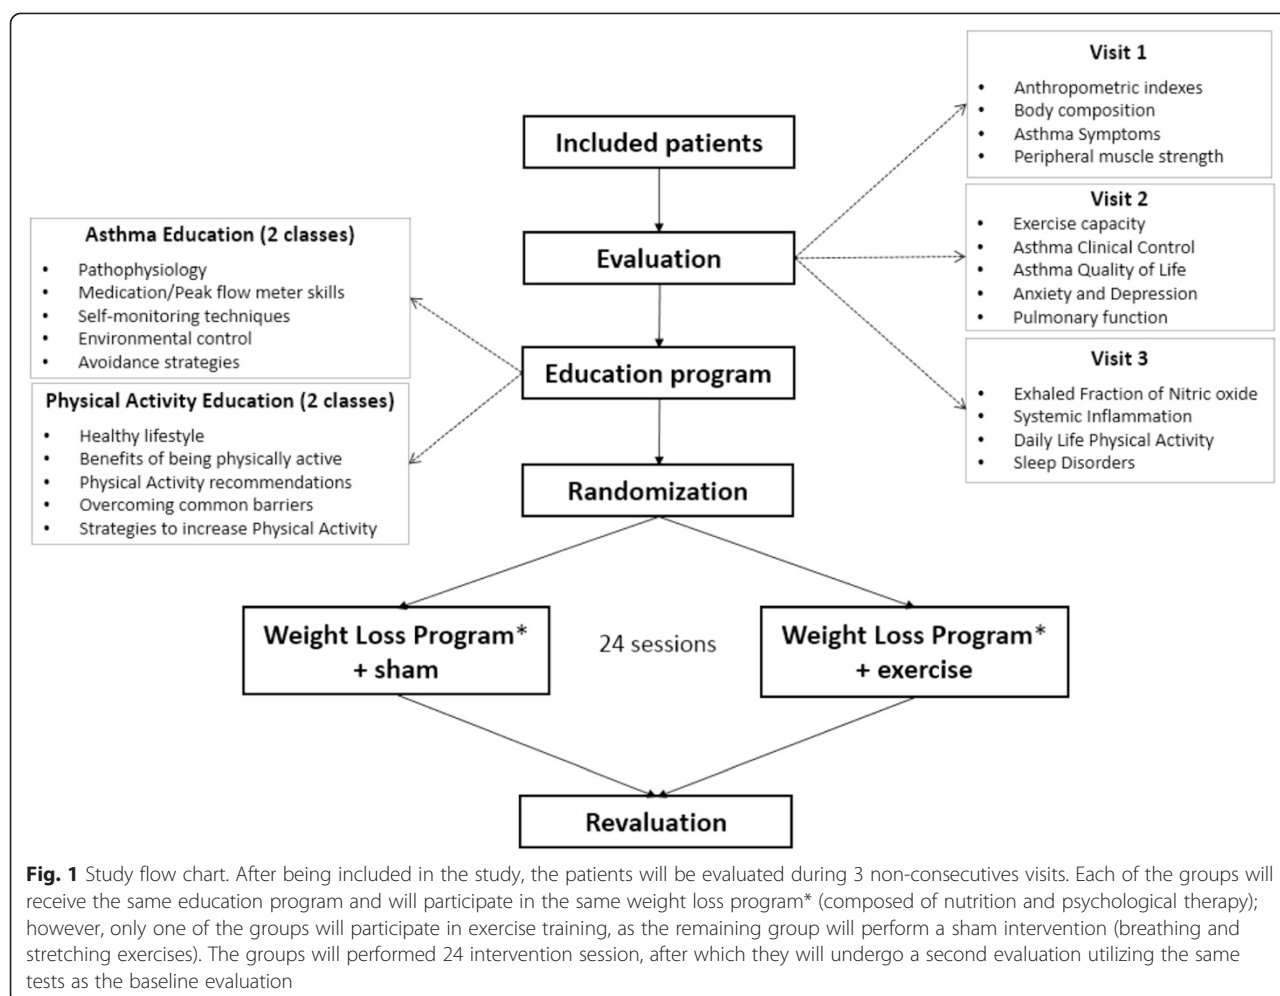 Visit 1
• Anthropometric indexes
• Body composition
• Asthma Symptoms
• Peripheral muscle strength
Included patients
Visit 2
• Exercise capacity
• Asthma Clinical Control
• Asthma Quality of Life
• Anxiety and Depression
• Pulmonary function
Evaluation
Asthma Education (2 classes)
• Pathophysiology
• Medication/Peak flow meter skills
• Self-monitoring techniques
• Environmental control
• Avoidance strategies
Visit 3
• Exhaled Fraction of Nitric oxide
• Systemic Inflammation
• Daily Life Physical Activity
• Sleep Disorders
Education program
Physical Activity Education (2 classes)
• Healthy lifestyle
• Benefits of being physically active
• Physical Activity recommendations
• Overcoming common barriers
• Strategies to increase Physical Activity
Randomization
Weight Loss Program*
+ sham
24 sessions
Weight Loss Program*
+ exercise
Revaluation
Fig. 1 Study flow chart. After being included in the study, the patients will be evaluated during 3 non-consecutives visits. Each of the groups will
receive the same education program and will participate in the same weight loss program* (composed of nutrition and psychological therapy);
however, only one of the groups will participate in exercise training, as the remaining group will perform a sham intervention (breathing and
stretching exercises). The groups will performed 24 intervention session, after which they will undergo a second evaluation utilizing the same
tests as the baseline evaluation